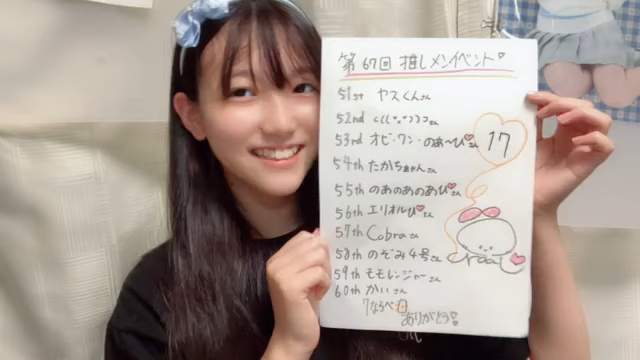 第67回 推しメンイベント♡
51st ヤスくんさん
52nd
53rd オビ・ワン・のあ〜び♡さん
17
54th たかちゃんさん
55th のあのあのあび♡さん
56th エリオルび♡さん
57th Cobraさん
58th のぞみ4号さん
59th モモレンジャーさん
60th かいさん
ありがとう!